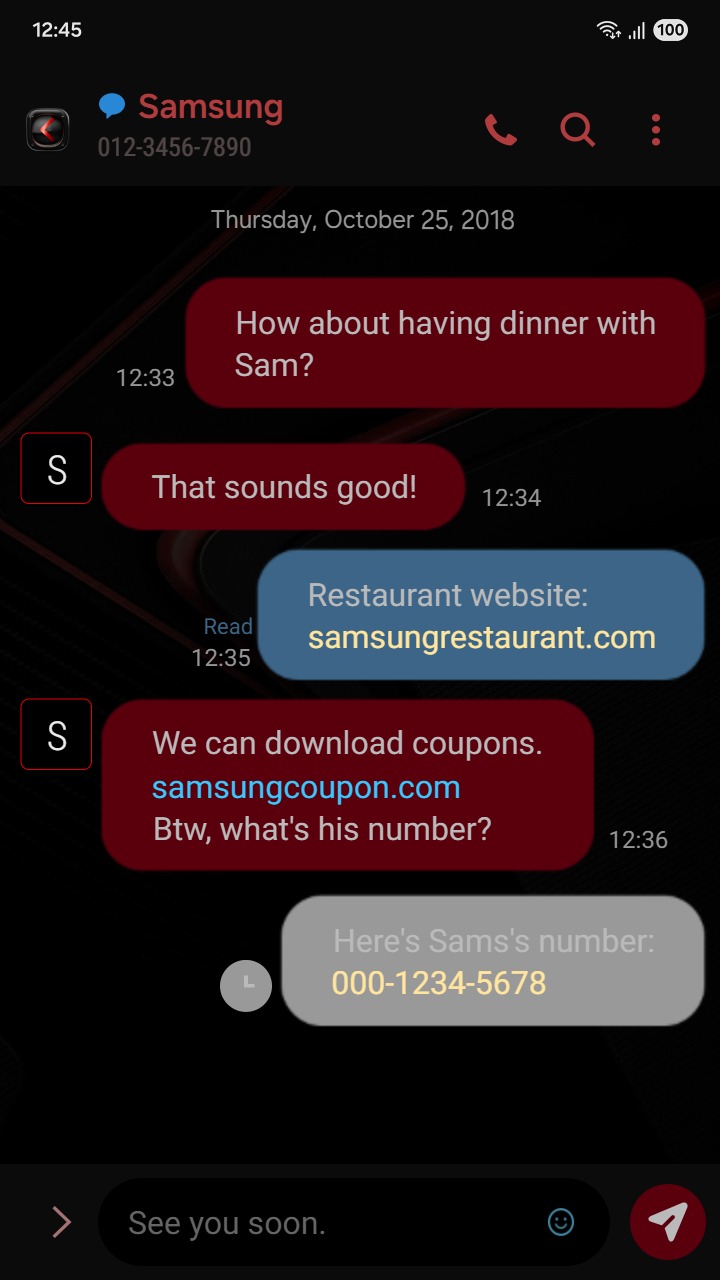 12:45
100
Samsung
012-3456-7890
Thursday, October 25, 2018
How about having dinner with
Sam?
12:33
S
That sounds good!
12:34
Restaurant website:
samsungrestaurant.com
Read
12:35
S
We can download coupons.
samsungcoupon.com
Btw, what's his number?
12:36
Here's Sams's number:
000-1234-5678
See you soon.